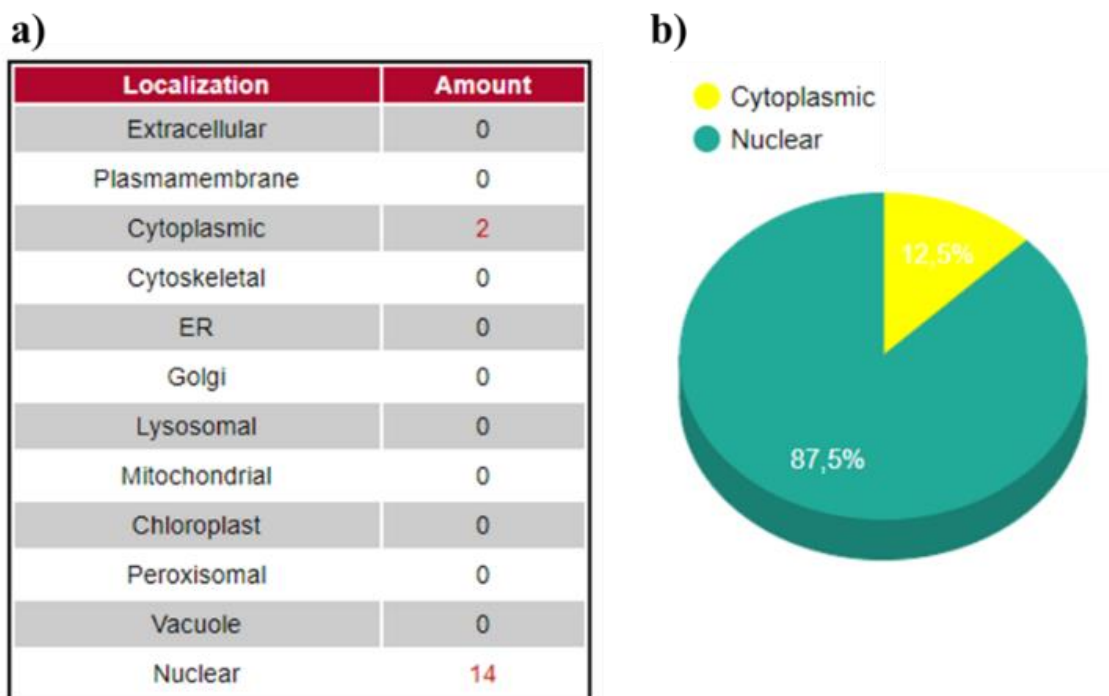 a)
Localization Amount
Extracellular 0
Plasmamembrane 0
Cytoplasmic 2
Cytoskeletal 0
ER 0
Golgi 0
Lysosomal 0
Mitochondrial 0
Chloroplast 0
Peroxisomal 0
Vacuole 0
Nuclear 14
b)
Cytoplasmic
Nuclear
12,5%
87,5%